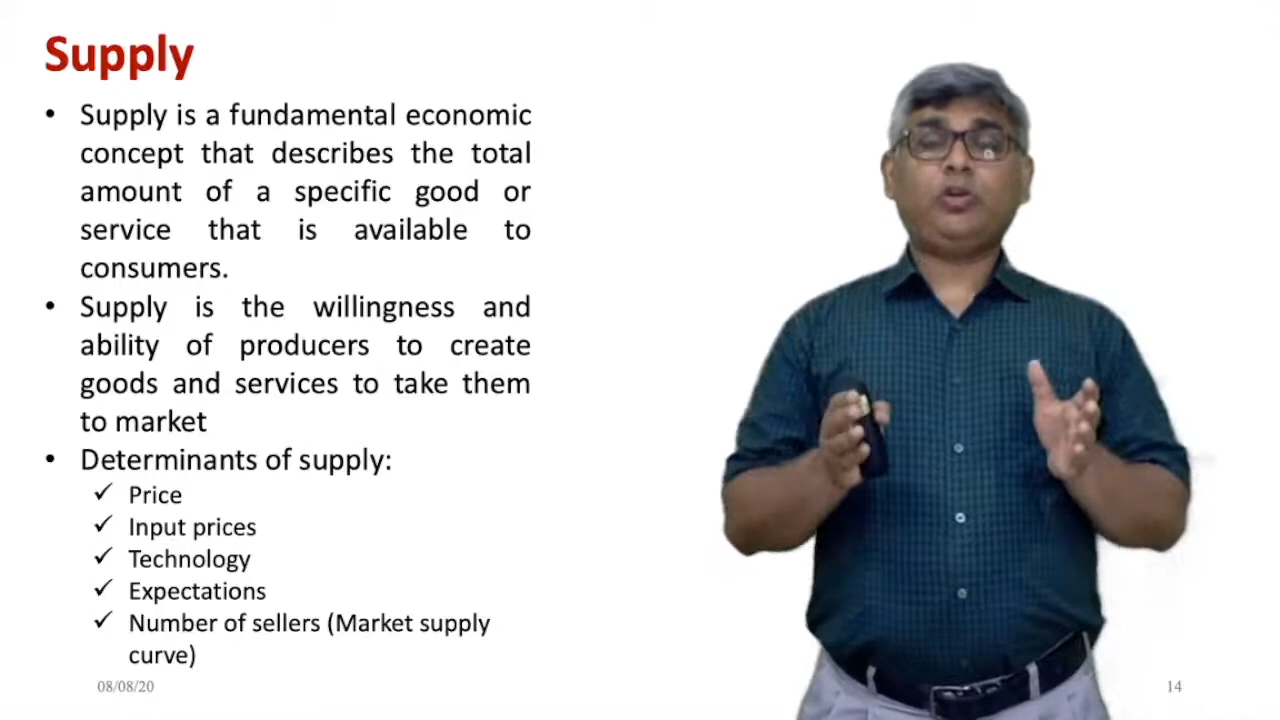 Supply
• Supply is a fundamental economic
concept that describes the total
amount of a specific good or
service that is available to
consumers.
• Supply is the willingness and
ability of producers to create
goods and services to take them
to market
• Determinants of supply:
✓ Price
✓ Input prices
✓ Technology
✓ Expectations
✓ Number of sellers (Market supply
curve)
08/08/20
14